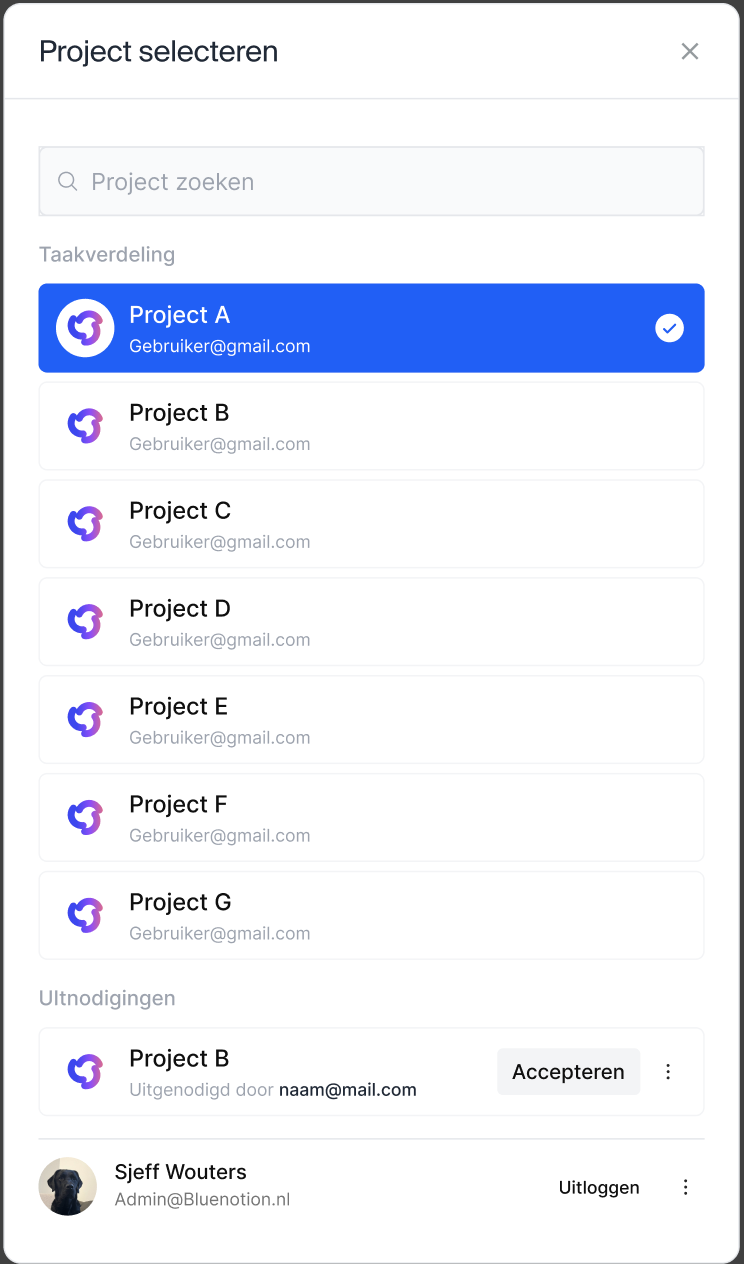 Project selecteren
Project zoeken
Taakverdeling
Project A
Gebruiker@gmail.com
Project B
Gebruiker@gmail.com
Project C
Gebruiker@gmail.com
Project D
Gebruiker@gmail.com
Project E
Gebruiker@gmail.com
Project F
Gebruiker@gmail.com
Project G
Gebruiker@gmail.com
UItnodigingen
Project B
Uitgenodigd door naam@mail.com
Accepteren
Sjeff Wouters
Admin@Bluenotion.nl
Uitloggen